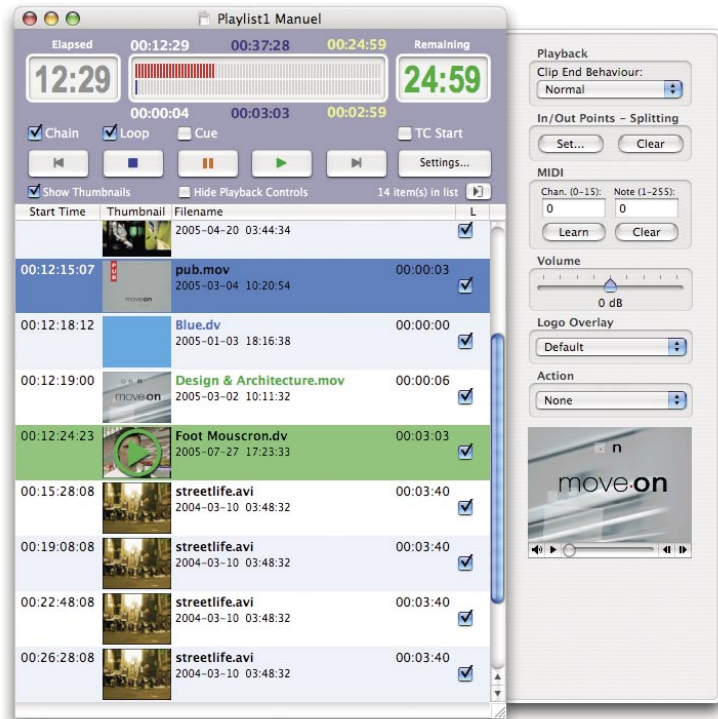 Playlist1 Manuel
Elapsed 00:12:29 00:37:28 00:24:59 Remaining
12:29 24:59
00:00:04 00:03:03 00:02:59
Chain Loop Cue TC Start
Settings...
Show Thumbnails Hide Playback Controls 14 item(s) in list
Start Time Thumbnail Filename L
2005-04-20 03:44:34
00:12:15:07 pub.mov 00:00:03
PUB
2005-03-04 10:20:54
move·on
00:12:18:12 Blue.dv 00:00:00
2005-01-03 18:16:38
00:12:19:00 Design & Architecture.mov 00:00:06
2005-03-02 10:11:32
move·on
00:12:24:23 Foot Mouscron.dv 00:03:03
2005-07-27 17:23:33
00:15:28:08 streetlife.avi 00:03:40
2004-03-10 03:48:32
00:19:08:08 streetlife.avi 00:03:40
2004-03-10 03:48:32
00:22:48:08 streetlife.avi 00:03:40
2004-03-10 03:48:32
00:26:28:08 streetlife.avi 00:03:40
2004-03-10 03:48:32
Playback
Clip End Behaviour:
Normal
In/Out Points - Splitting
Set... Clear
MIDI
Chan. (0-15): Note (1-255):
0 0
Learn Clear
Volume
0 dB
Logo Overlay
Default
Action
None
n
move·on